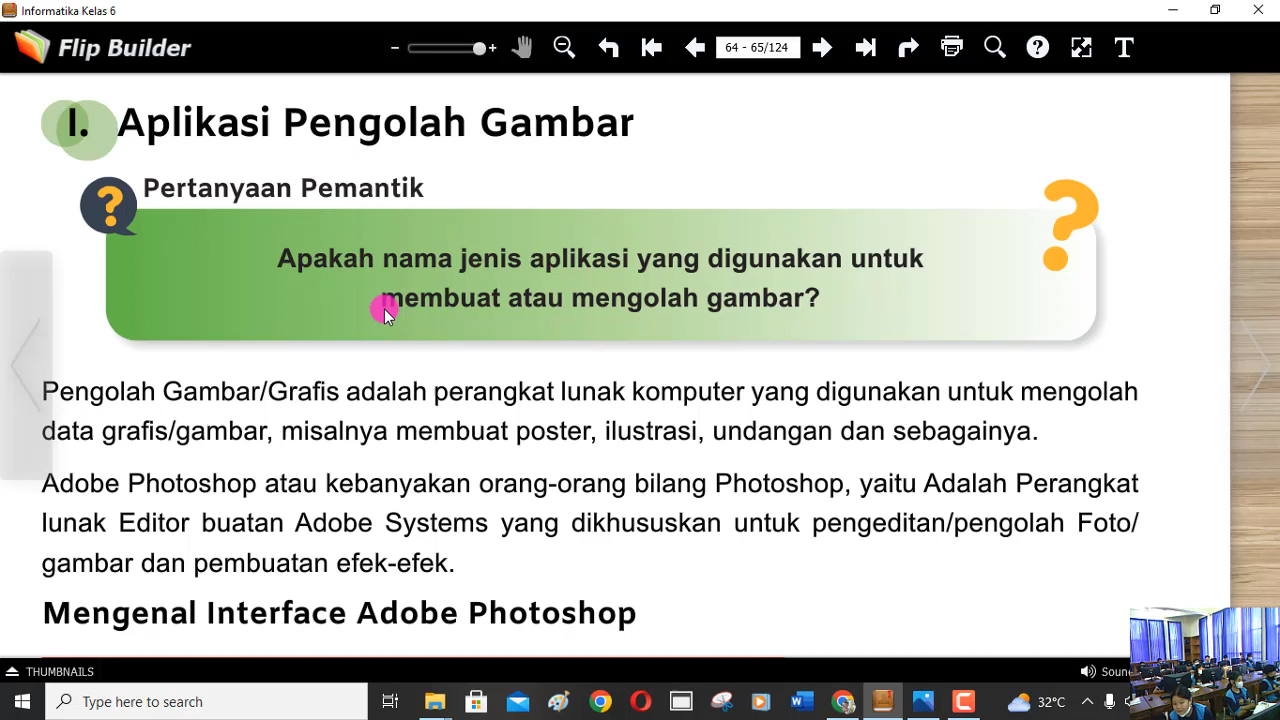 Informatika Kelas 6
Flip Builder
64 - 65/124
T
I. Aplikasi Pengolah Gambar
Pertanyaan Pemantik
Apakah nama jenis aplikasi yang digunakan untuk
membuat atau mengolah gambar?
Pengolah Gambar/Grafis adalah perangkat lunak komputer yang digunakan untuk mengolah
data grafis/gambar, misalnya membuat poster, ilustrasi, undangan dan sebagainya.
Adobe Photoshop atau kebanyakan orang-orang bilang Photoshop, yaitu Adalah Perangkat
lunak Editor buatan Adobe Systems yang dikhususkan untuk pengeditan/pengolah Foto/
gambar dan pembuatan efek-efek.
Mengenal Interface Adobe Photoshop
THUMBNAILS
Type here to search
32°C